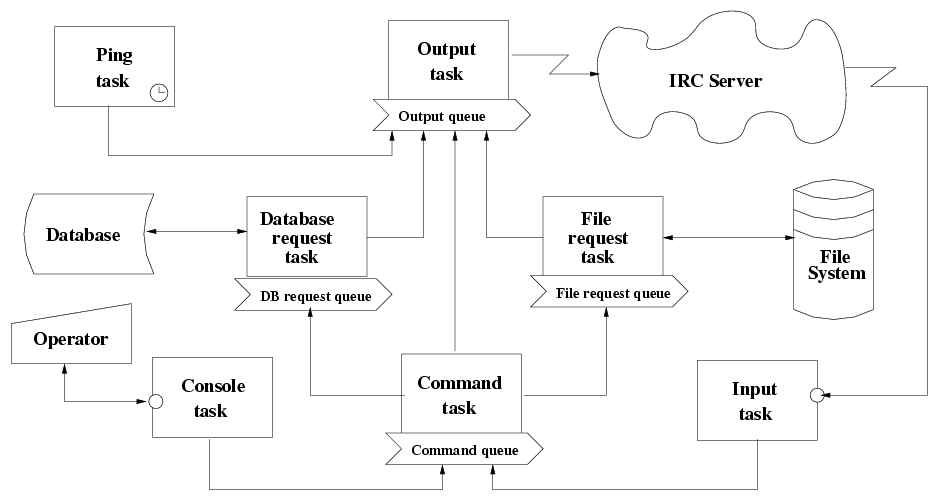 Ping
task
Output
task
Output queue
IRC Server
Database
Database
request
task
DB request queue
File
request
task
File request queue
File
System
Operator
Console
task
Command
task
Command queue
Input
task